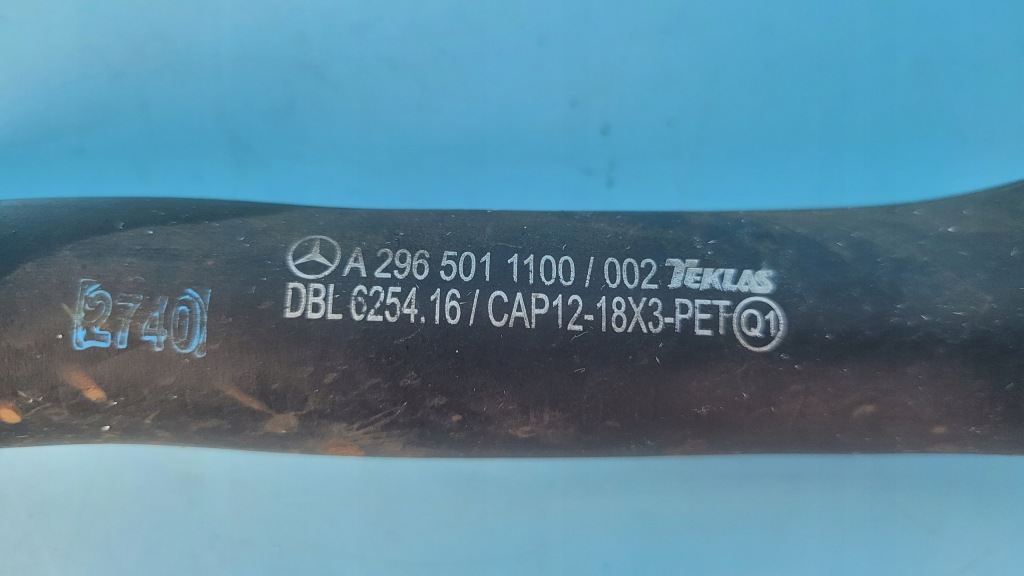 A 296 501 1100 / 002 TEKLAS
DBL 6254.16 / CAP12-18X3-PET Q1
2740